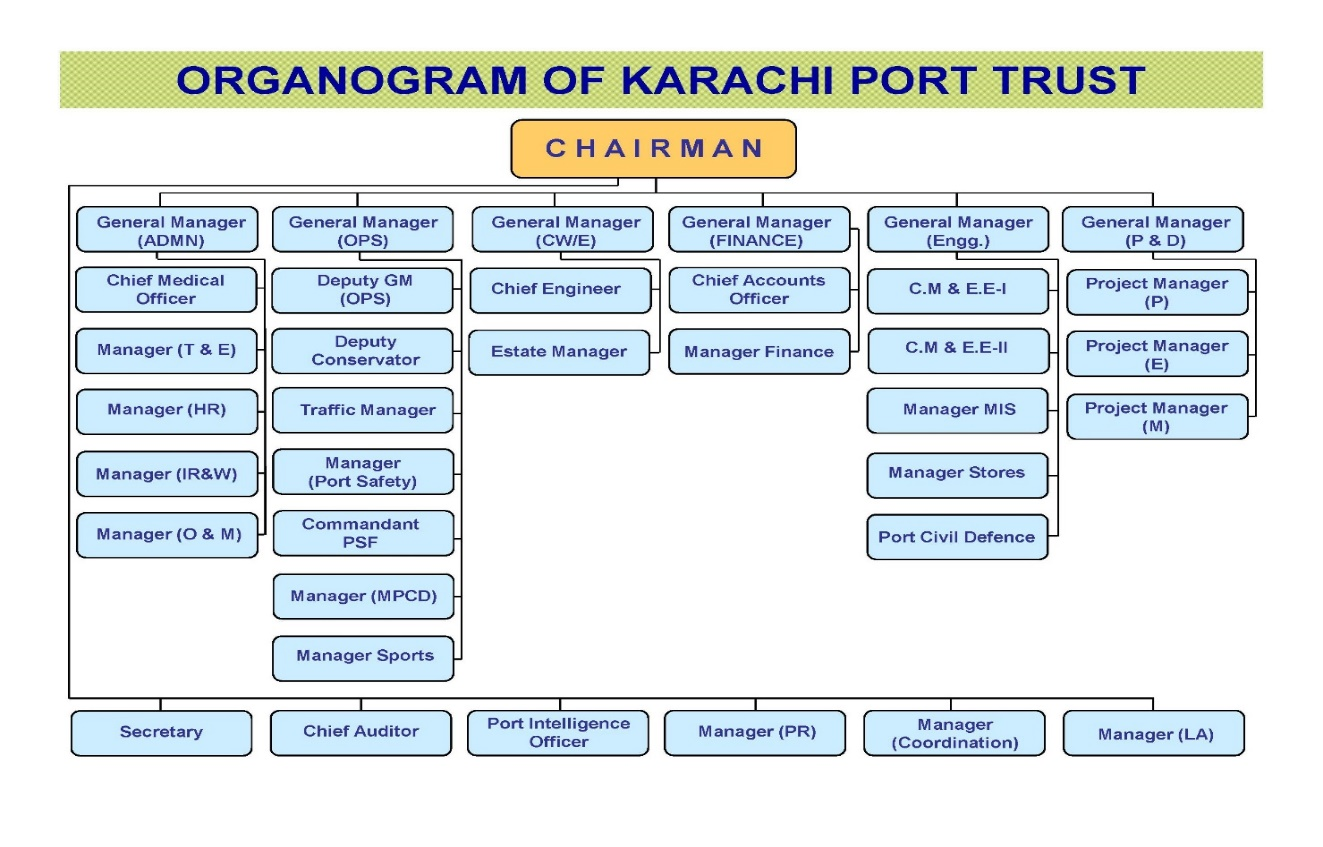 ORGANOGRAM OF KARACHI PORT TRUST
CHAIRMAN
General Manager
(ADMN)
Chief Medical
Officer
Manager (T & E)
Manager (HR)
Manager (IR&W)
Manager (O & M)
General Manager
(OPS)
Deputy GM
(OPS)
Deputy
Conservator
Traffic Manager
Manager
(Port Safety)
Commandant
PSF
Manager (MPCD)
Manager Sports
General Manager
(CW/E)
Chief Engineer
Estate Manager
General Manager
(FINANCE)
Chief Accounts
Officer
Manager Finance
General Manager
(Engg.)
C.M & E.E-I
C.M & E.E-II
Manager MIS
Manager Stores
Port Civil Defence
General Manager
(P & D)
Project Manager
(P)
Project Manager
(E)
Project Manager
(M)
Secretary
Chief Auditor
Port Intelligence
Officer
Manager (PR)
Manager
(Coordination)
Manager (LA)